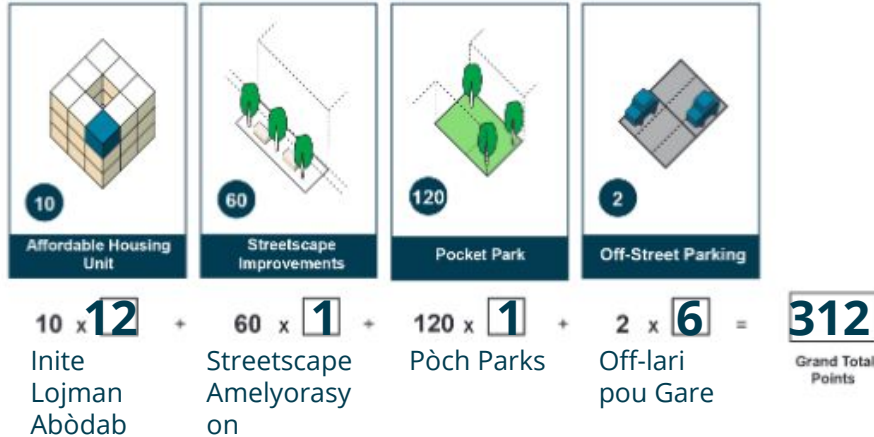 10
60
120
2
Affordable Housing
Unit
Streetscape
Improvements
Pocket Park
Off-Street Parking
10 x 12 + 60 x 1 + 120 x 1 + 2 x 6 = 312
Inite
Lojman
Abòdab
Streetscape
Amelyorasy
on
Pòch Parks
Off-lari
pou Gare
Grand Total
Points